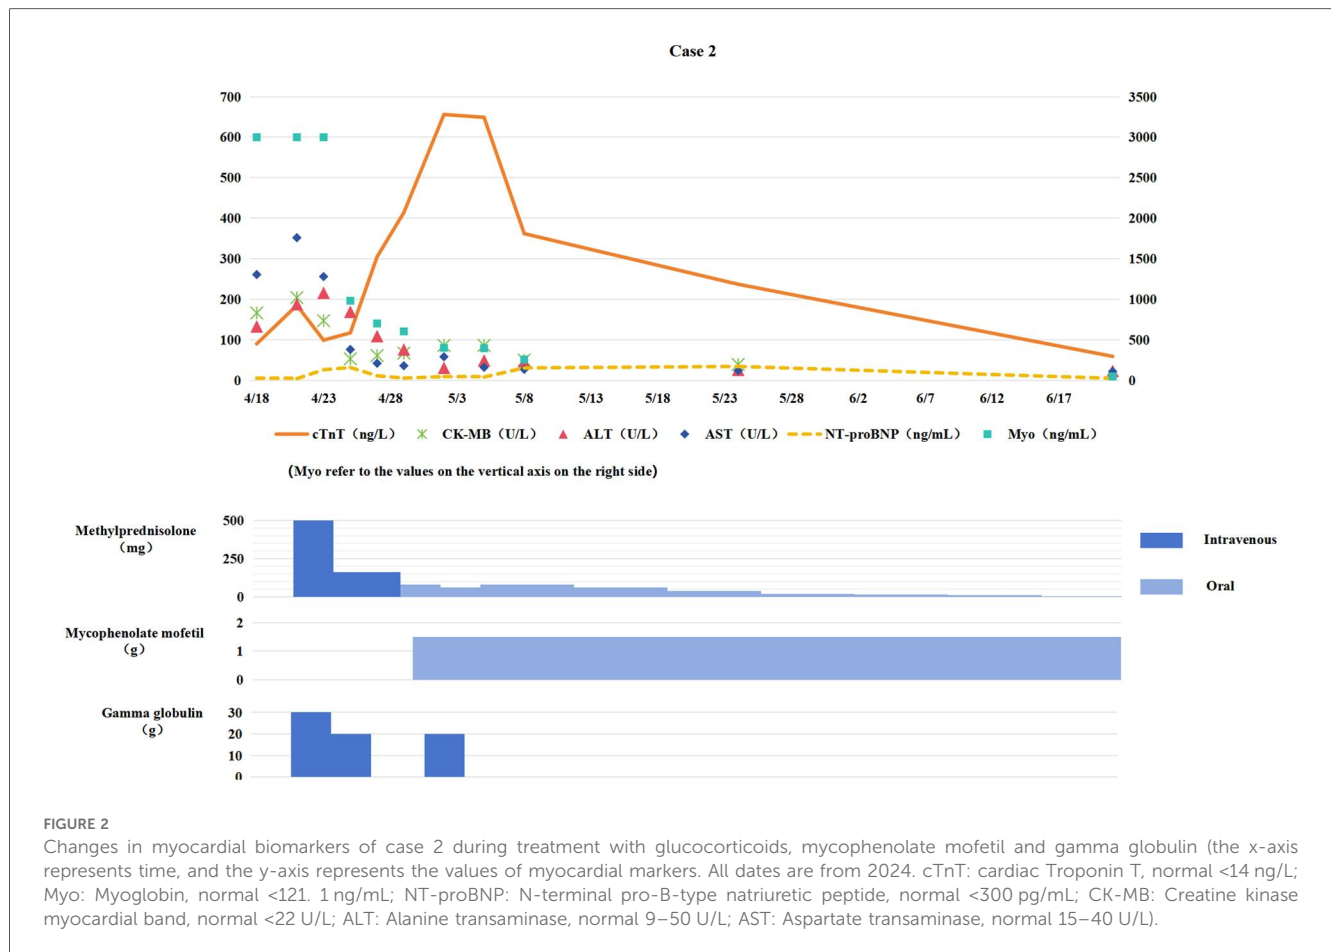 Case 2
700 3500
600 3000
500 2500
400 2000
300 1500
200 1000
100 500
0 0
4/18 4/23 4/28 5/3 5/8 5/13 5/18 5/23 5/28 6/2 6/7 6/12 6/17
cTnT（ng/L） CK-MB（U/L） ALT（U/L） AST（U/L） NT-proBNP（ng/mL） Myo（ng/mL）
(Myo refer to the values on the vertical axis on the right side)
Methylprednisolone
（mg）
500
250
0
Intravenous
Oral
Mycophenolate mofetil
（g）
2
1
0
Gamma globulin
（g）
30
20
10
0
FIGURE 2
Changes in myocardial biomarkers of case 2 during treatment with glucocorticoids, mycophenolate mofetil and gamma globulin (the x-axis
represents time, and the y-axis represents the values of myocardial markers. All dates are from 2024. cTnT: cardiac Troponin T, normal <14 ng/L;
Myo: Myoglobin, normal <121. 1 ng/mL; NT-proBNP: N-terminal pro-B-type natriuretic peptide, normal <300 pg/mL; CK-MB: Creatine kinase
myocardial band, normal <22 U/L; ALT: Alanine transaminase, normal 9–50 U/L; AST: Aspartate transaminase, normal 15–40 U/L).